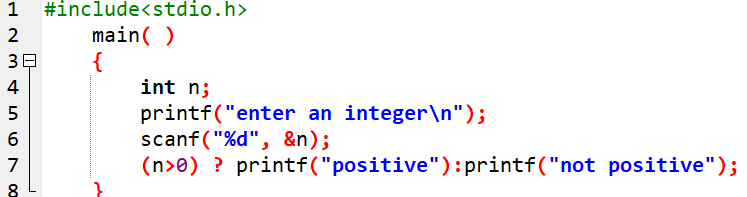 1 #include<stdio.h>
2 main( )
3 {
4 int n;
5 printf("enter an integer\n");
6 scanf("%d", &n);
7 (n>0) ? printf("positive"):printf("not positive");
8 }